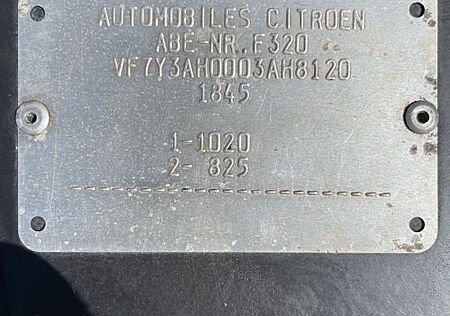 AUTOMOBILES CITROEN
ABE-NR. F320
VF7Y3AH0003AH8120
1845
1-1020
2- 825